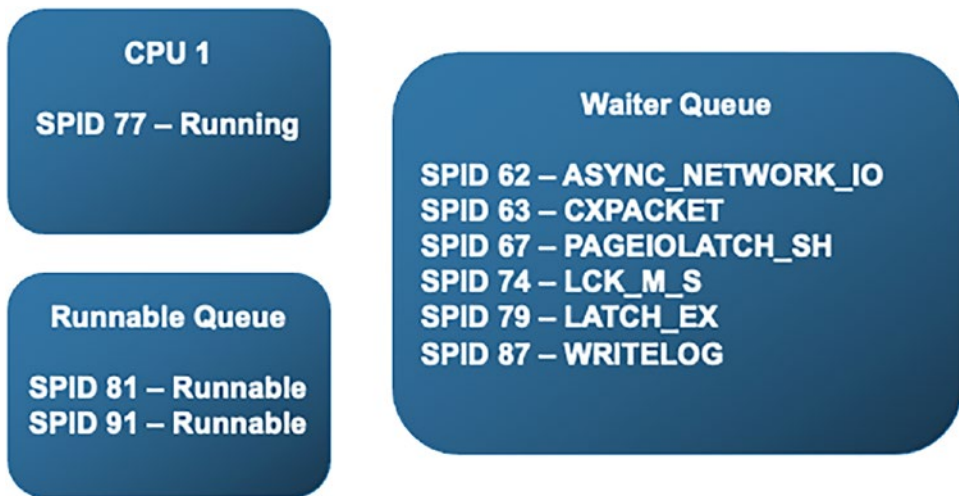 CPU 1
SPID 77 – Running
Runnable Queue
SPID 81 – Runnable
SPID 91 – Runnable
Waiter Queue
SPID 62 – ASYNC_NETWORK_IO
SPID 63 – CXPACKET
SPID 67 – PAGEIOLATCH_SH
SPID 74 – LCK_M_S
SPID 79 – LATCH_EX
SPID 87 – WRITELOG